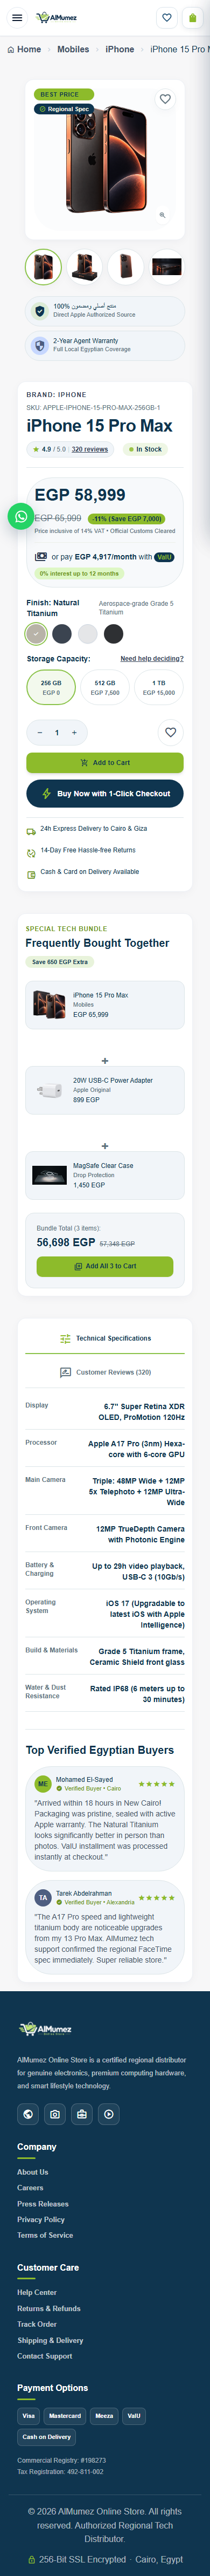 AlMumez
Home
Mobiles
iPhone
iPhone 15 Pro M
BEST PRICE
Regional Spec
100% منتج أصلي ومضمون
Direct Apple Authorized Source
2-Year Agent Warranty
Full Local Egyptian Coverage
BRAND: IPHONE
SKU: APPLE-IPHONE-15-PRO-MAX-256GB-1
iPhone 15 Pro Max
4.9 / 5.0 | 320 reviews
In Stock
EGP 58,999
EGP 65,999
-11% (Save EGP 7,000)
Price inclusive of 14% VAT • Official Customs Cleared
or pay EGP 4,917/month with ValU
0% interest up to 12 months
Finish: Natural
Titanium
Aerospace-grade Grade 5
Titanium
Storage Capacity:
Need help deciding?
256 GB
EGP 0
512 GB
EGP 7,500
1 TB
EGP 15,000
− 1 +
Add to Cart
Buy Now with 1-Click Checkout
24h Express Delivery to Cairo & Giza
14-Day Free Hassle-free Returns
Cash & Card on Delivery Available
SPECIAL TECH BUNDLE
Frequently Bought Together
Save 650 EGP Extra
iPhone 15 Pro Max
Mobiles
EGP 65,999
+
20W USB-C Power Adapter
Apple Original
899 EGP
+
MagSafe Clear Case
Drop Protection
1,450 EGP
Bundle Total (3 items):
56,698 EGP 57,348 EGP
Add All 3 to Cart
Technical Specifications
Customer Reviews (320)
Display
6.7" Super Retina XDR
OLED, ProMotion 120Hz
Processor
Apple A17 Pro (3nm) Hexa-
core with 6-core GPU
Main Camera
Triple: 48MP Wide + 12MP
5x Telephoto + 12MP Ultra-
Wide
Front Camera
12MP TrueDepth Camera
with Photonic Engine
Battery &
Charging
Up to 29h video playback,
USB-C 3 (10Gb/s)
Operating
System
iOS 17 (Upgradable to
latest iOS with Apple
Intelligence)
Build & Materials
Grade 5 Titanium frame,
Ceramic Shield front glass
Water & Dust
Resistance
Rated IP68 (6 meters up to
30 minutes)
Top Verified Egyptian Buyers
ME
Mohamed El-Sayed
Verified Buyer • Cairo
★★★★★
"Arrived within 18 hours in New Cairo!
Packaging was pristine, sealed with active
Apple warranty. The Natural Titanium
looks significantly better in person than
photos. ValU installment was processed
instantly at checkout."
TA
Tarek Abdelrahman
Verified Buyer • Alexandria
★★★★★
"The A17 Pro speed and lightweight
titanium body are noticeable upgrades
from my 13 Pro Max. AlMumez tech
support confirmed the regional FaceTime
spec immediately. Super reliable store."
AlMumez
AlMumez Online Store is a certified regional distributor
for genuine electronics, premium computing hardware,
and smart lifestyle technology.
Company
About Us
Careers
Press Releases
Privacy Policy
Terms of Service
Customer Care
Help Center
Returns & Refunds
Track Order
Shipping & Delivery
Contact Support
Payment Options
Visa
Mastercard
Meeza
ValU
Cash on Delivery
Commercial Registry: #198273
Tax Registration: 492-811-002
© 2026 AlMumez Online Store. All rights
reserved. Authorized Regional Tech
Distributor.
256-Bit SSL Encrypted · Cairo, Egypt